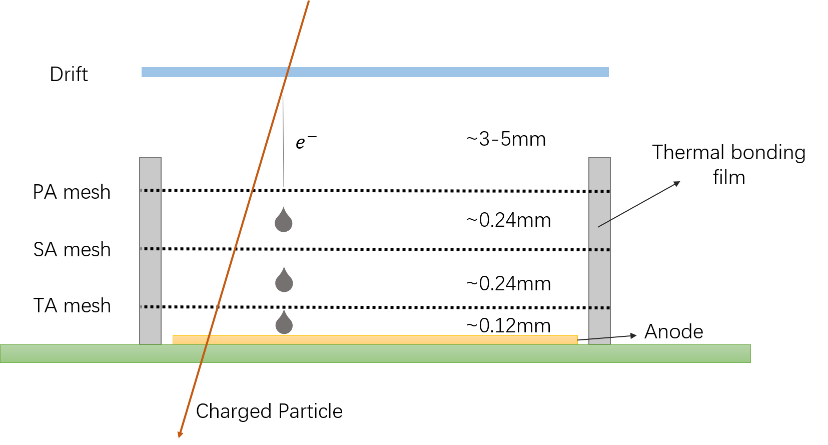 Drift
e⁻
~3-5mm
Thermal bonding
film
PA mesh
~0.24mm
SA mesh
~0.24mm
TA mesh
~0.12mm
Anode
Charged Particle